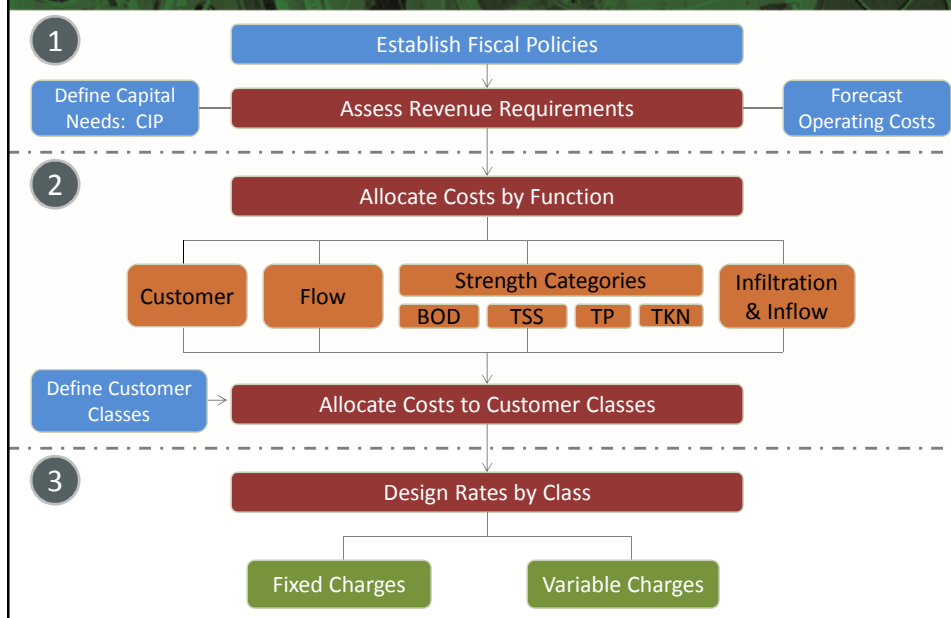 1
Establish Fiscal Policies
Define Capital
Needs: CIP
Assess Revenue Requirements
Forecast
Operating Costs
2
Allocate Costs by Function
Customer
Flow
Strength Categories
BOD
TSS
TP
TKN
Infiltration
& Inflow
Define Customer
Classes
Allocate Costs to Customer Classes
3
Design Rates by Class
Fixed Charges
Variable Charges